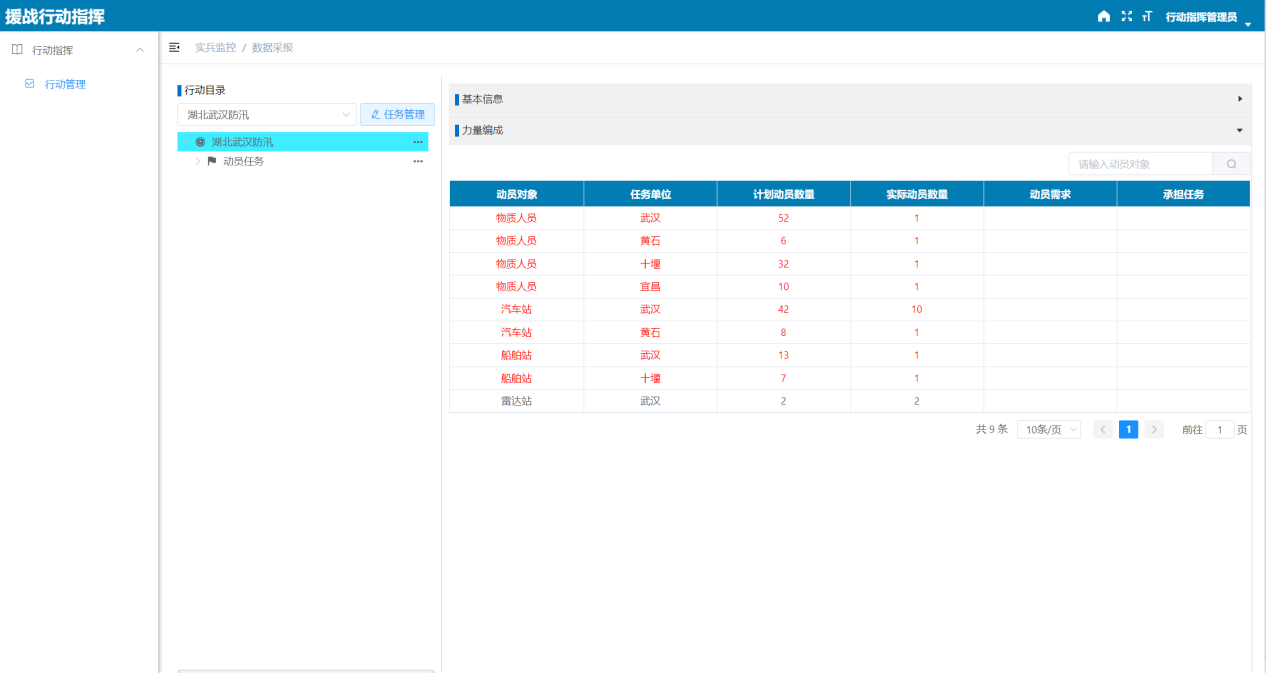 援战行动指挥
行动指挥管理员
行动指挥
行动管理
实兵监控 / 数据采报
行动目录
湖北武汉防汛
任务管理
湖北武汉防汛
动员任务
基本信息
力量编成
请输入动员对象
动员对象 任务单位 计划动员数量 实际动员数量 动员需求 承担任务
物质人员 武汉 52 1
物质人员 黄石 6 1
物质人员 十堰 32 1
物质人员 宜昌 10 1
汽车站 武汉 42 10
汽车站 黄石 8 1
船舶站 武汉 13 1
船舶站 十堰 7 1
雷达站 武汉 2 2
共 9 条 10条/页 1 前往 1 页